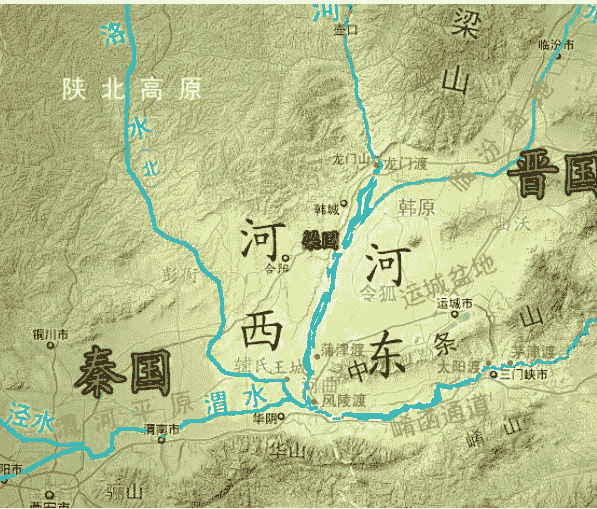 河
洛
水
北
壶口
梁
山
临汾市
陕北高原
龙门山
龙门渡
临汾盆地
晋国
韩城
韩原
曲沃
河
西
梁国
合阳
河
东
彭衙
令狐
运城盆地
运城市
铜川市
秦国
辅氏
王城
蒲津渡
中条山
太阳渡
茅津渡
三门峡市
风陵渡
渭水
华阴
泾水
渭河平原
渭南市
崤函通道
崤山
华山
骊山
阳市
西安市